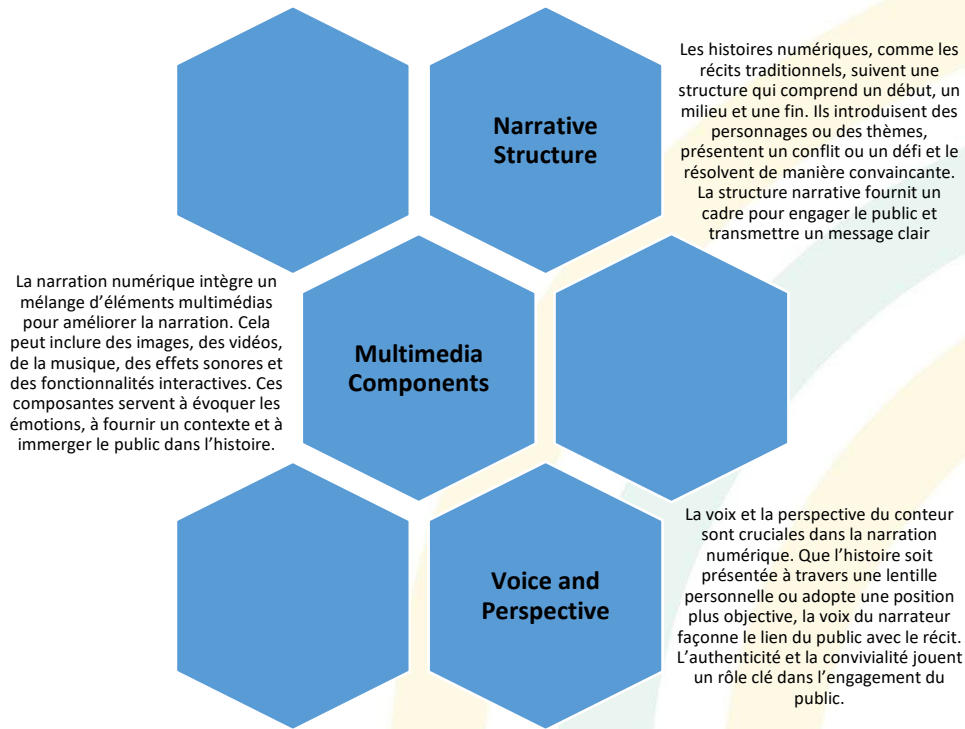 Narrative
Structure
Les histoires numériques, comme les
récits traditionnels, suivent une
structure qui comprend un début, un
milieu et une fin. Ils introduisent des
personnages ou des thèmes,
présentent un conflit ou un défi et le
résolvent de manière convaincante.
La structure narrative fournit un
cadre pour engager le public et
transmettre un message clair
La narration numérique intègre un
mélange d’éléments multimédias
pour améliorer la narration. Cela
peut inclure des images, des vidéos,
de la musique, des effets sonores et
des fonctionnalités interactives. Ces
composantes servent à évoquer les
émotions, à fournir un contexte et à
immerger le public dans l’histoire.
Multimedia
Components
Voice and
Perspective
La voix et la perspective du conteur
sont cruciales dans la narration
numérique. Que l’histoire soit
présentée à travers une lentille
personnelle ou adopte une position
plus objective, la voix du narrateur
façonne le lien du public avec le récit.
L’authenticité et la convivialité jouent
un rôle clé dans l’engagement du
public.